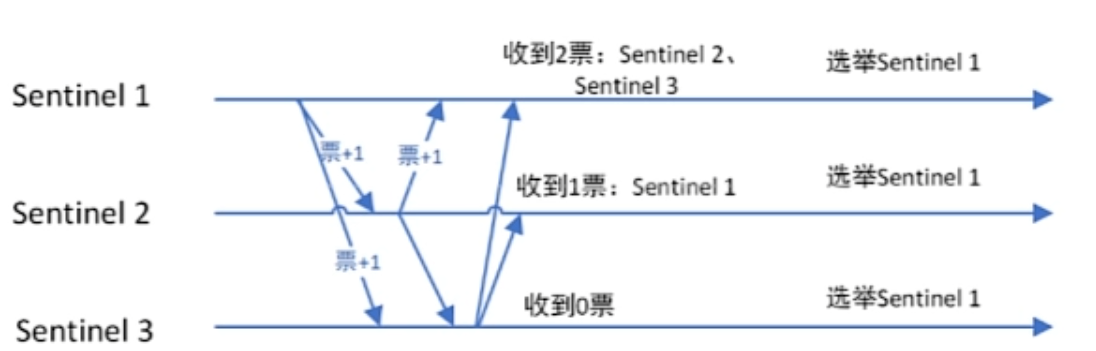 收到2票：Sentinel 2、
Sentinel 3
选举Sentinel 1
Sentinel 1
票+1
票+1
收到1票：Sentinel 1
选举Sentinel 1
Sentinel 2
票+1
收到0票
选举Sentinel 1
Sentinel 3